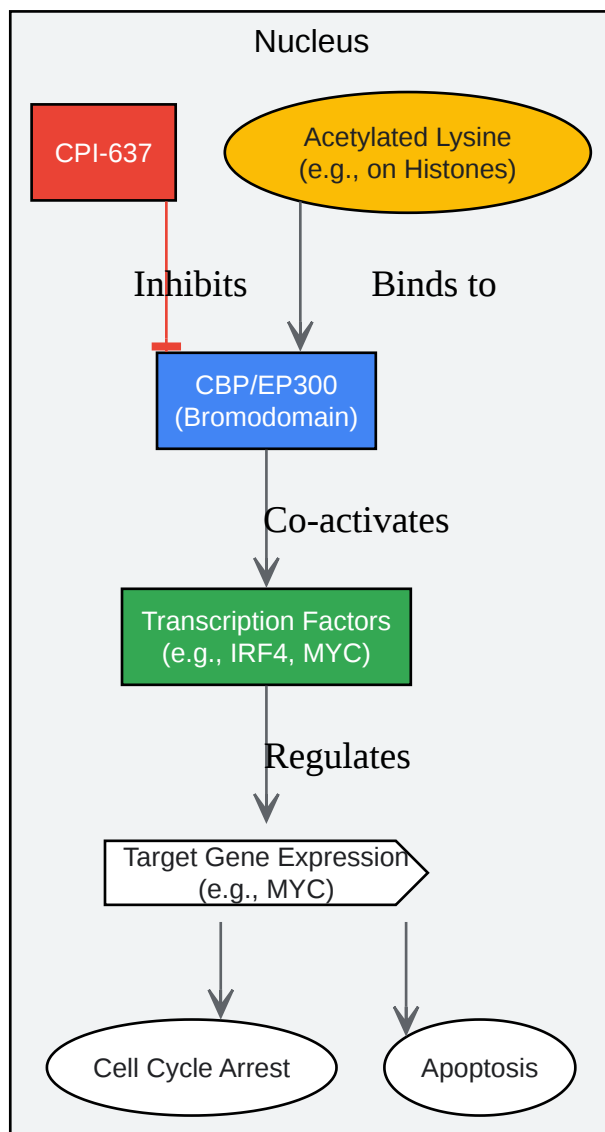 Nucleus
CPI-637
Acetylated Lysine
(e.g., on Histones)
Inhibits
Binds to
CBP/EP300
(Bromodomain)
Co-activates
Transcription Factors
(e.g., IRF4, MYC)
Regulates
Target Gene Expression
(e.g., MYC)
Cell Cycle Arrest
Apoptosis